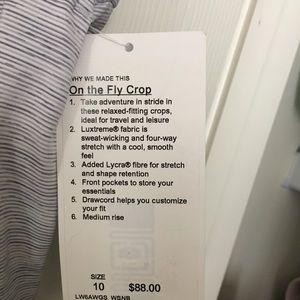 WHY WE MADE THIS
On the Fly Crop
1. Take adventure in stride in
these relaxed-fitting crops,
ideal for travel and leisure
2. Luxtreme® fabric is
sweat-wicking and four-way
stretch with a cool, smooth
feel
3. Added Lycra® fibre for stretch
and shape retention
4. Front pockets to store your
essentials
5. Drawcord helps you customize
your fit
6. Medium rise
SIZE
10 $88.00
LW6AWGS WSNB